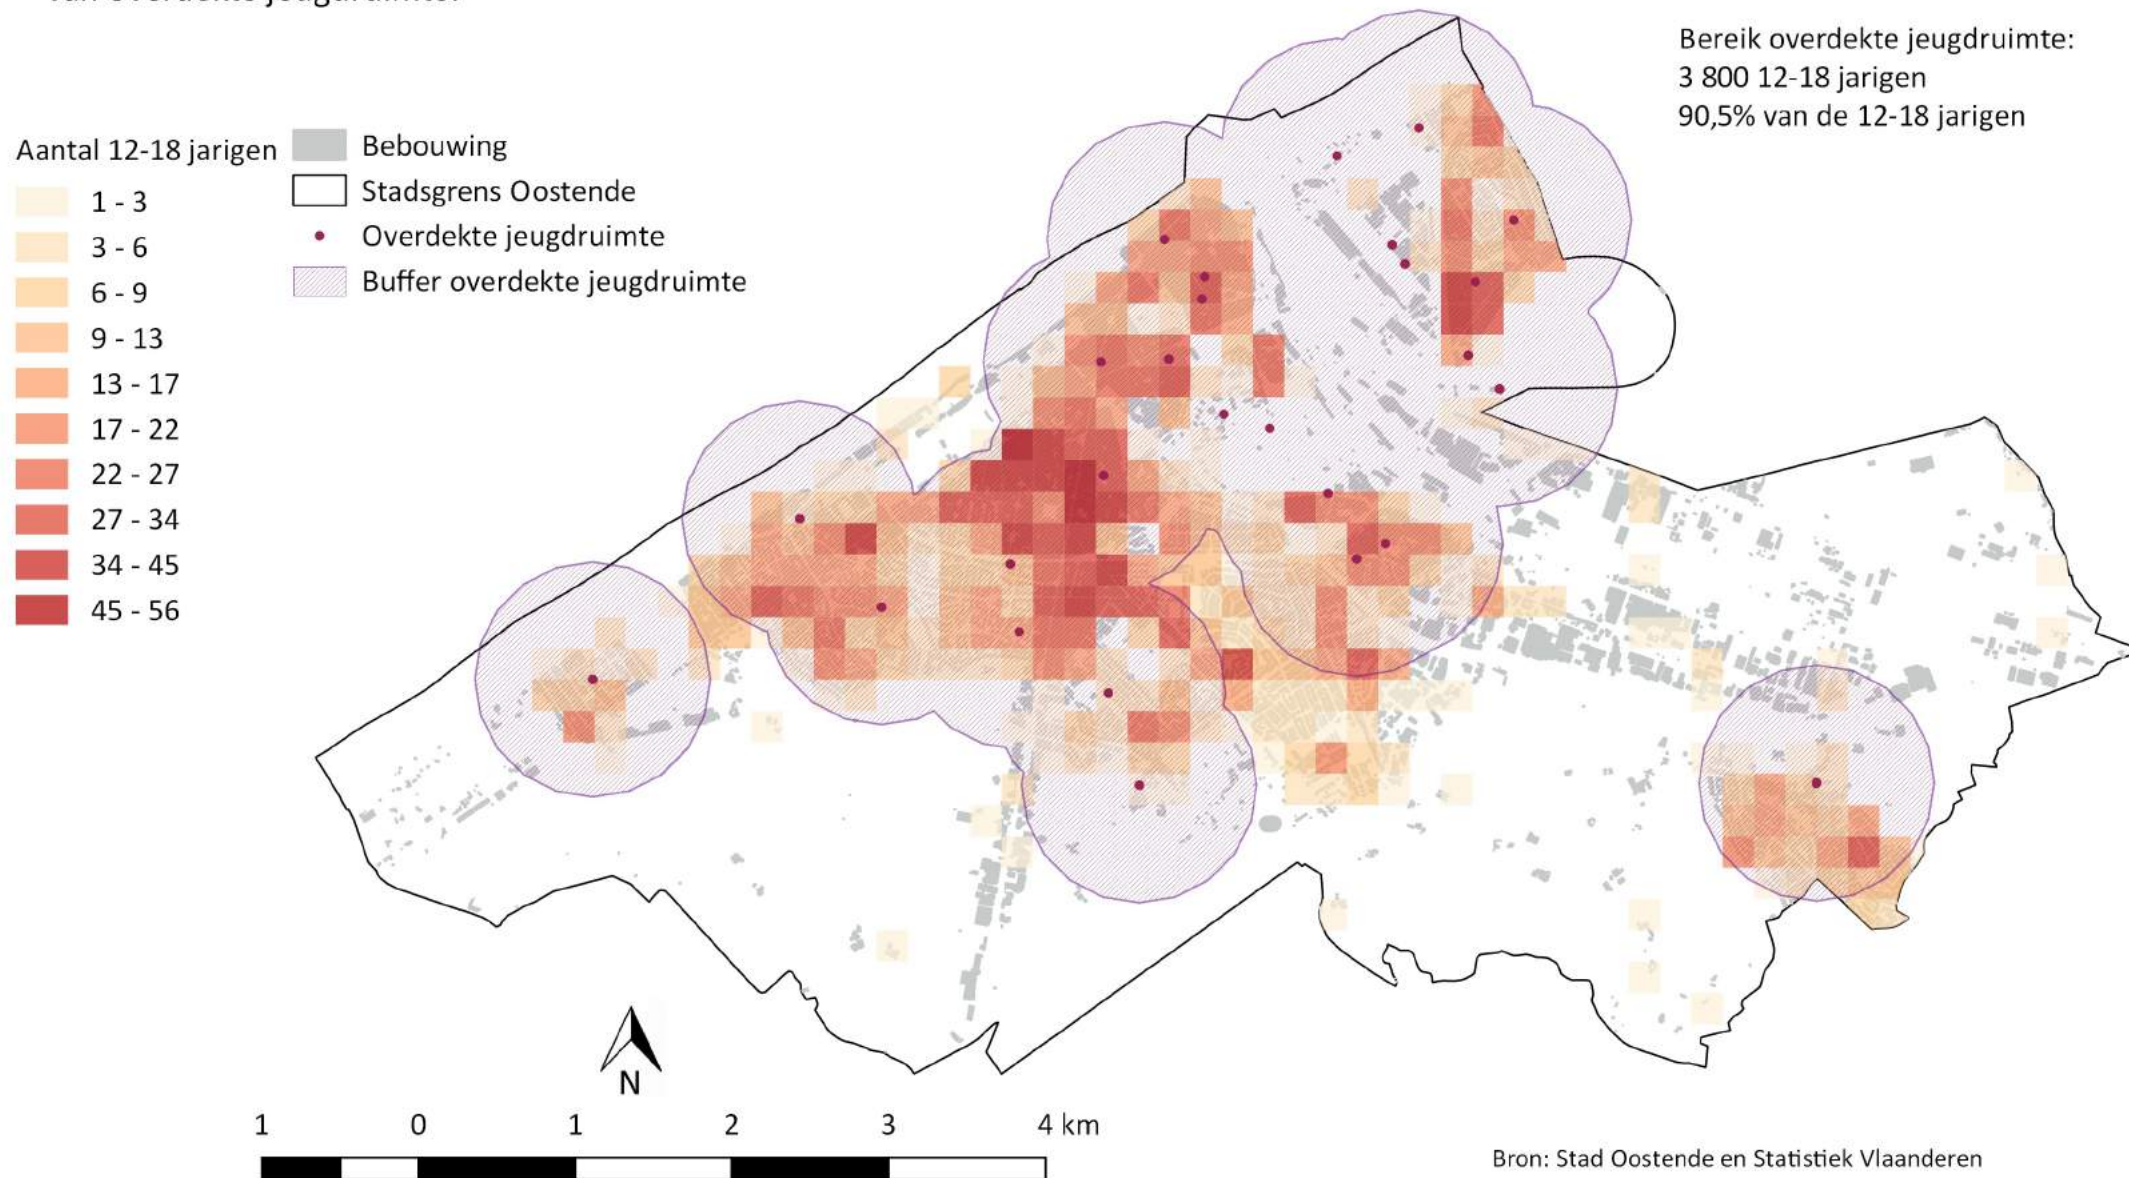 van overdekte jeugdruimte.
Bereik overdekte jeugdruimte:
3 800 12-18 jarigen
90,5% van de 12-18 jarigen
Aantal 12-18 jarigen
1 - 3
3 - 6
6 - 9
9 - 13
13 - 17
17 - 22
22 - 27
27 - 34
34 - 45
45 - 56
Bebouwing
Stadsgrens Oostende
Overdekte jeugdruimte
Buffer overdekte jeugdruimte
N
1 0 1 2 3 4 km
Bron: Stad Oostende en Statistiek Vlaanderen